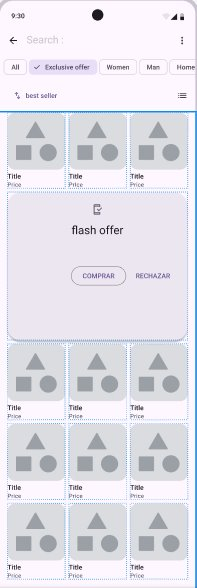 9:30
Search :
All
Exclusive offer
Women
Man
Home
best seller
Title Title Title
Price Price Price
flash offer
COMPRAR RECHAZAR
Title Title Title
Price Price Price
Title Title Title
Price Price Price
Title Title Title
Price Price Price